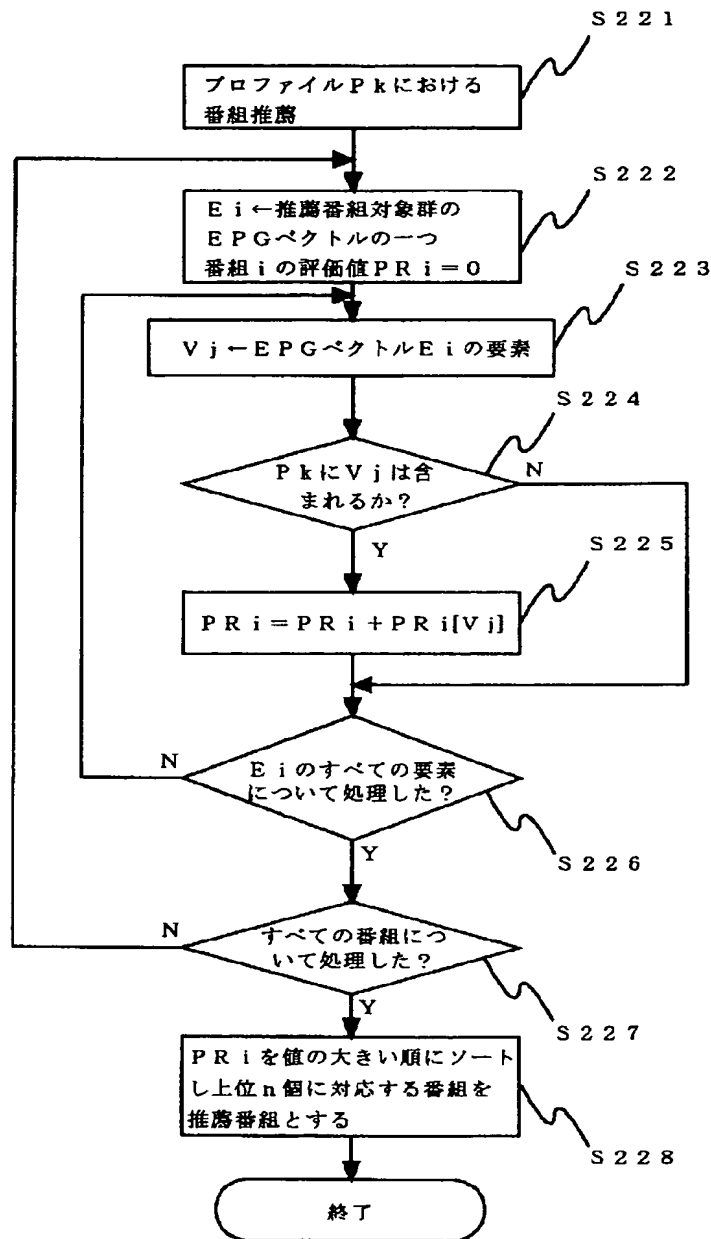 S221
プロファイルPkにおける
番組推薦
S222
Ei←推薦番組対象群の
EPGベクトルの一つ
番組iの評価値PRi=0
S223
Vj←EPGベクトルEiの要素
S224
PkにVjは含
まれるか?
N
Y
S225
PRi=PRi+PRi[Vj]
N
Eiのすべての要素
について処理した?
Y
S226
N
すべての番組につ
いて処理した?
Y
S227
PRiを値の大きい順にソート
し上位n個に対応する番組を
推薦番組とする
S228
終了